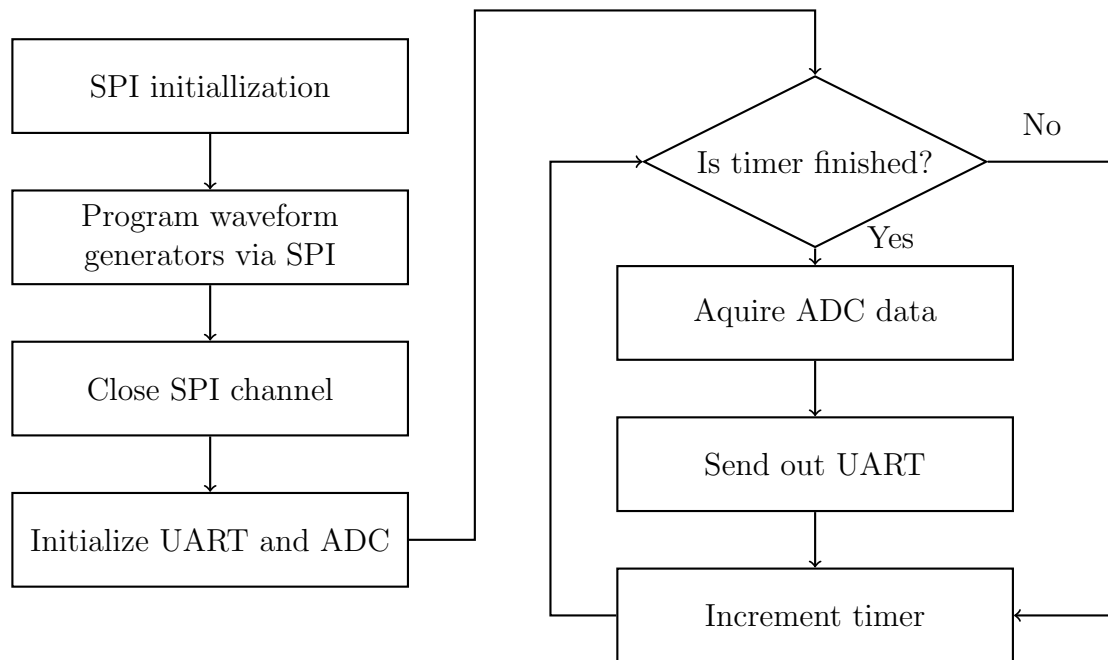 SPI initiallization
Program waveform
generators via SPI
Close SPI channel
Initialize UART and ADC
Is timer finished?
No
Yes
Aquire ADC data
Send out UART
Increment timer